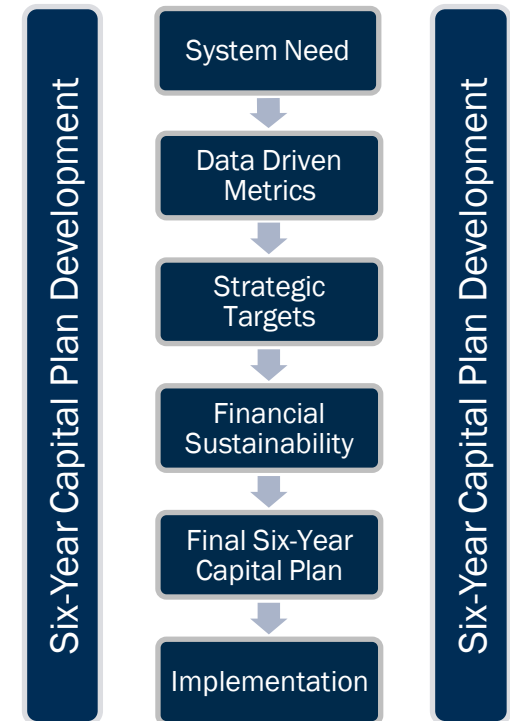 Six-Year Capital Plan Development
System Need
Data Driven
Metrics
Strategic
Targets
Financial
Sustainability
Final Six-Year
Capital Plan
Implementation
Six-Year Capital Plan Development